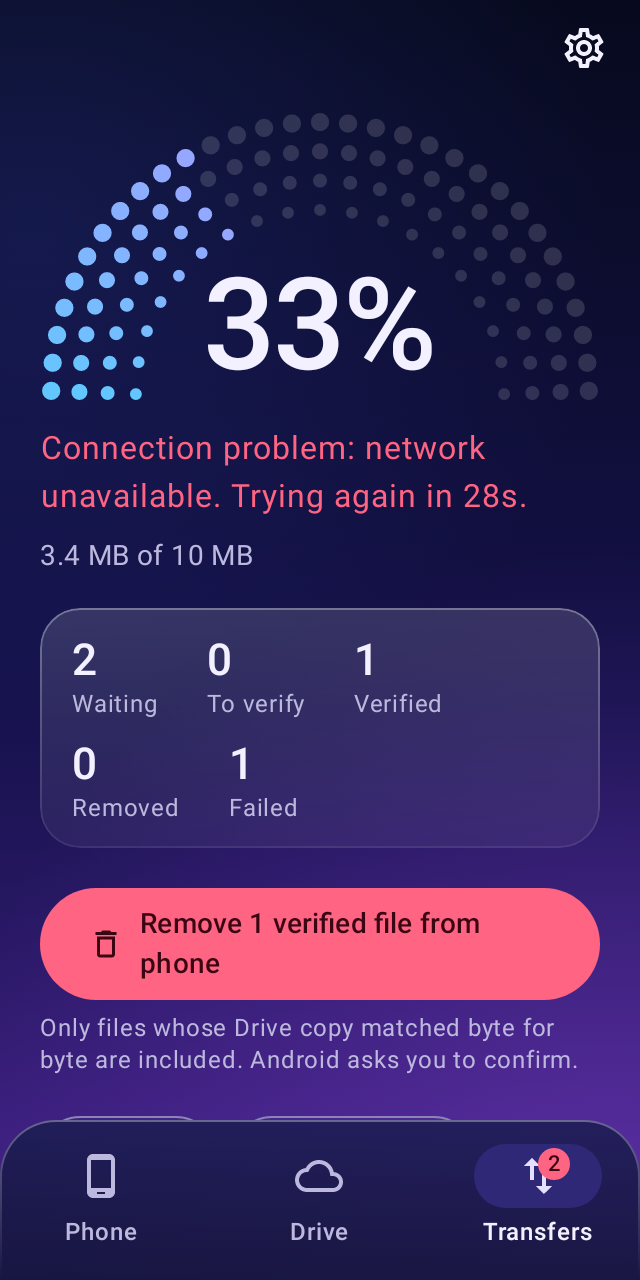 33%
Connection problem: network
unavailable. Trying again in 28s.
3.4 MB of 10 MB
2 0 1
Waiting To verify Verified
0 1
Removed Failed
Remove 1 verified file from
phone
Only files whose Drive copy matched byte for
byte are included. Android asks you to confirm.
2
Phone Drive Transfers